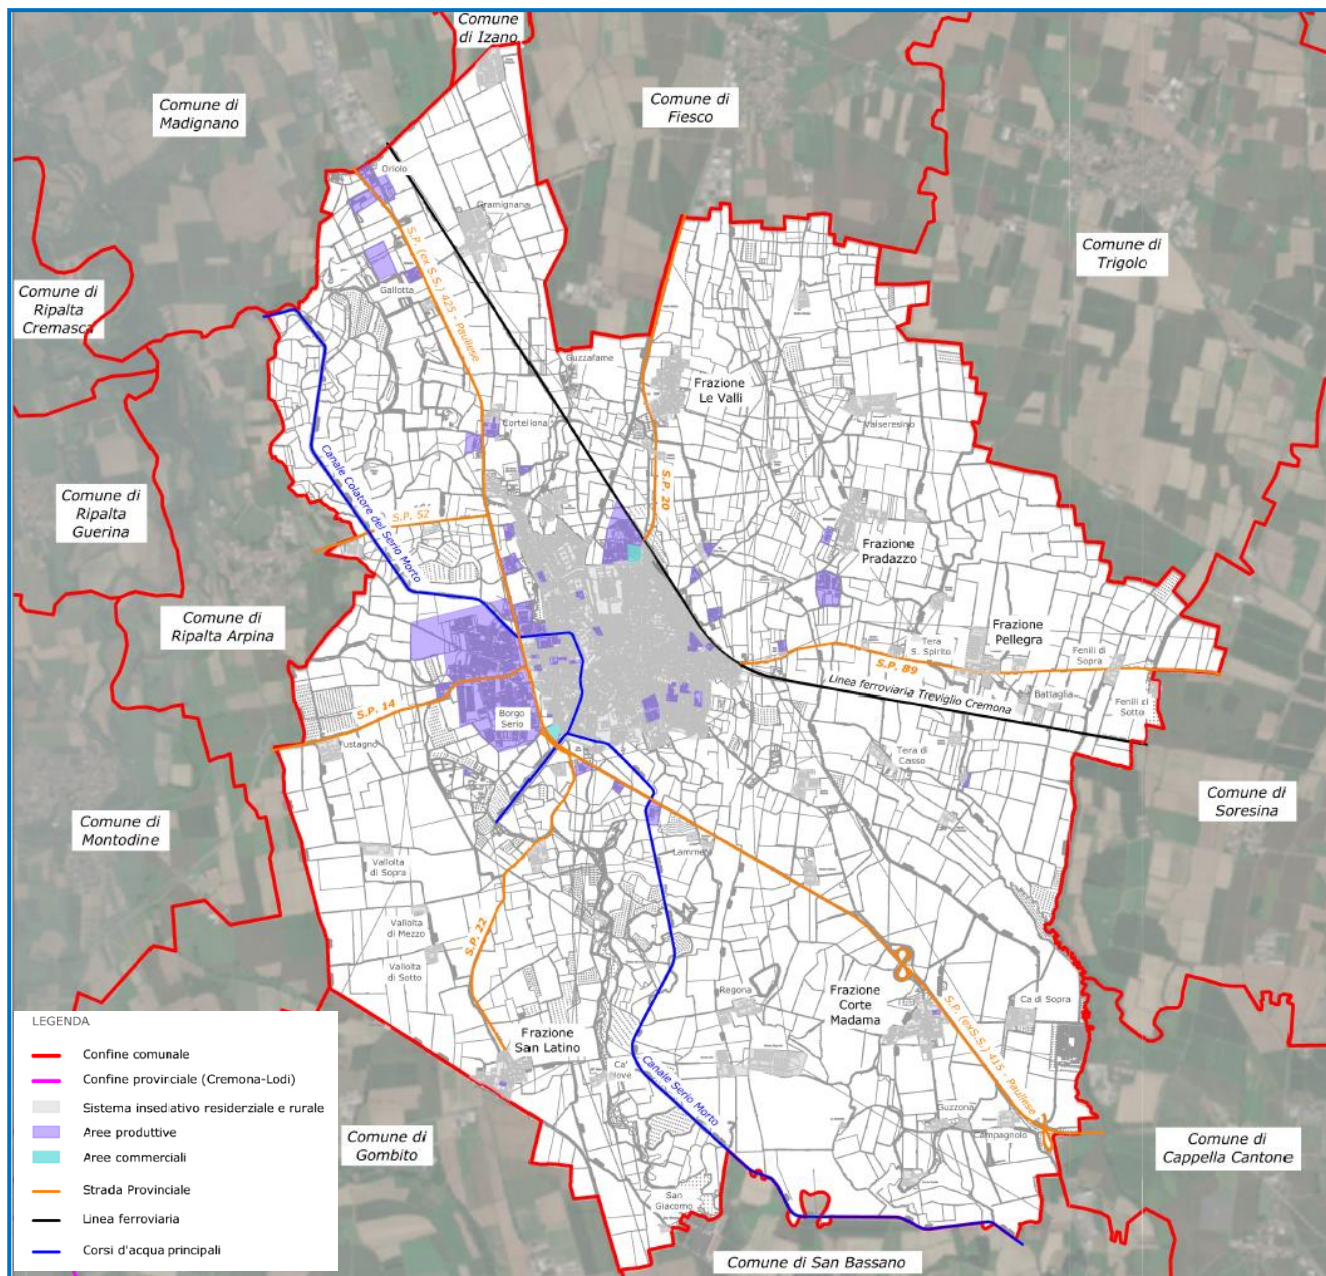 Comune
di Izano
Comune di
Madignano
Comune di
Fiesco
Oriolo
Gramignana
S.P. (ex S.S.) 425 - Paullese
Comune di
Trigolo
Comune di
Ripalta
Cremasca
Gallotta
Guzzafame
Frazione
Le Valli
Valseresino
Cortellona
Canale Colatore del Serio Morto
S.P. 20
Comune di
Ripalta
Guerina
S.P. 52
Frazione
Pradazzo
Comune di
Ripalta Arpina
Frazione
Pellegra
Tera
S. Spirito
Fenili di
Sopra
S.P. 89
Linea ferroviaria Treviglio Cremona
Battaglia
Fenili di
Sotto
S.P. 14
Borgo
Serio
Tustagno
Tera di
Casso
Comune di
Montodine
Comune di
Soresina
Vallolta
di Sopra
Lamme
Vallolta
di Mezzo
S.P. 22
Vallolta
di Sotto
Regona
Frazione
Corte
Madama
Ca di Sopra
S.P. (exS.S.) 415 - Paullese
Frazione
San Latino
Ca'
Nove
Canale Serio Morto
Guzzona
Campagnolo
Comune di
Gombito
Comune di
Cappella Cantone
San
Giacomo
Comune di San Bassano
LEGENDA
Confine comunale
Confine provinciale (Cremona-Lodi)
Sistema insediativo residenziale e rurale
Aree produttive
Aree commerciali
Strada Provinciale
Linea ferroviaria
Corsi d'acqua principali